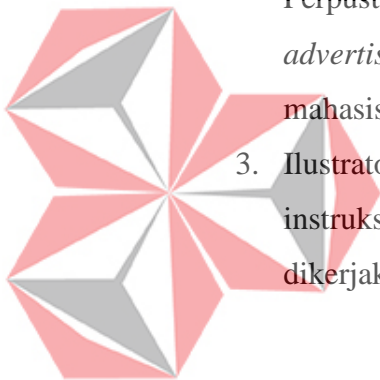 advertis
mahasis
3. Ilustrato
instruks
dikerjak